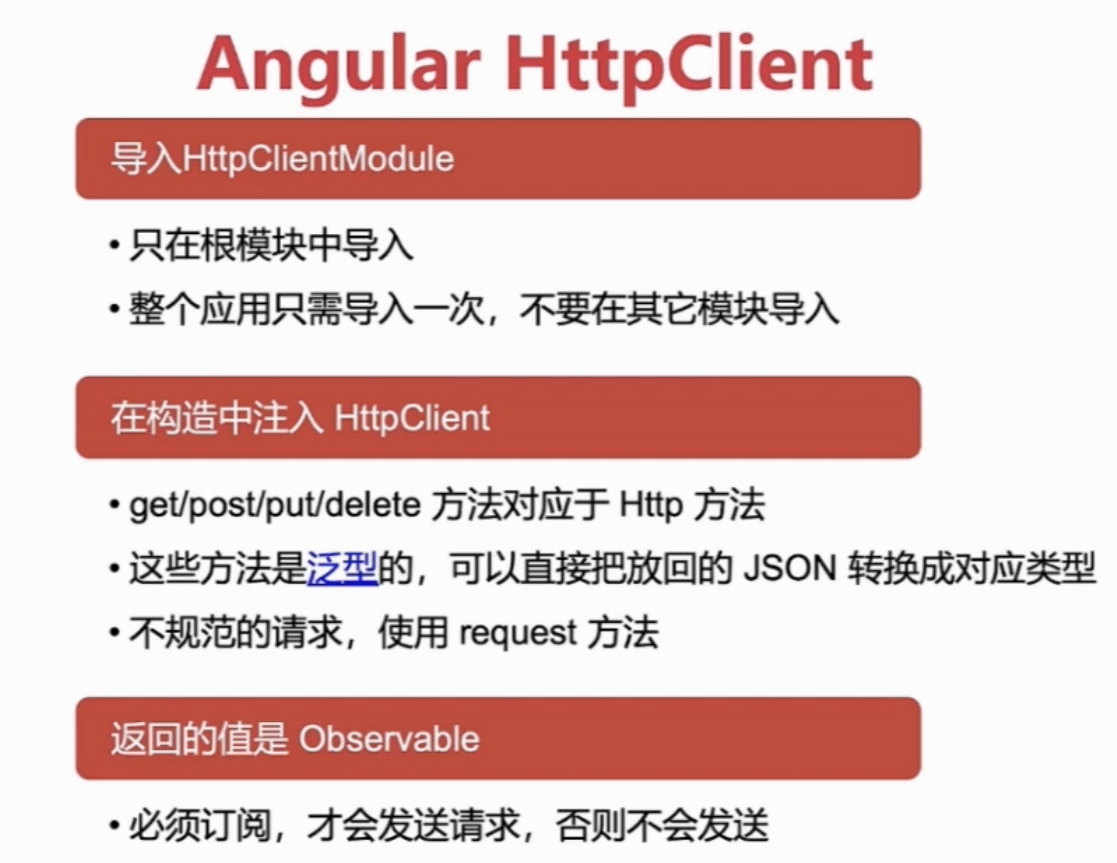 Angular HttpClient
导入HttpClientModule
• 只在根模块中导入
• 整个应用只需导入一次，不要在其它模块导入
在构造中注入 HttpClient
• get/post/put/delete 方法对应于 Http 方法
• 这些方法是泛型的，可以直接把放回的 JSON 转换成对应类型
• 不规范的请求，使用 request 方法
返回的值是 Observable
• 必须订阅，才会发送请求，否则不会发送